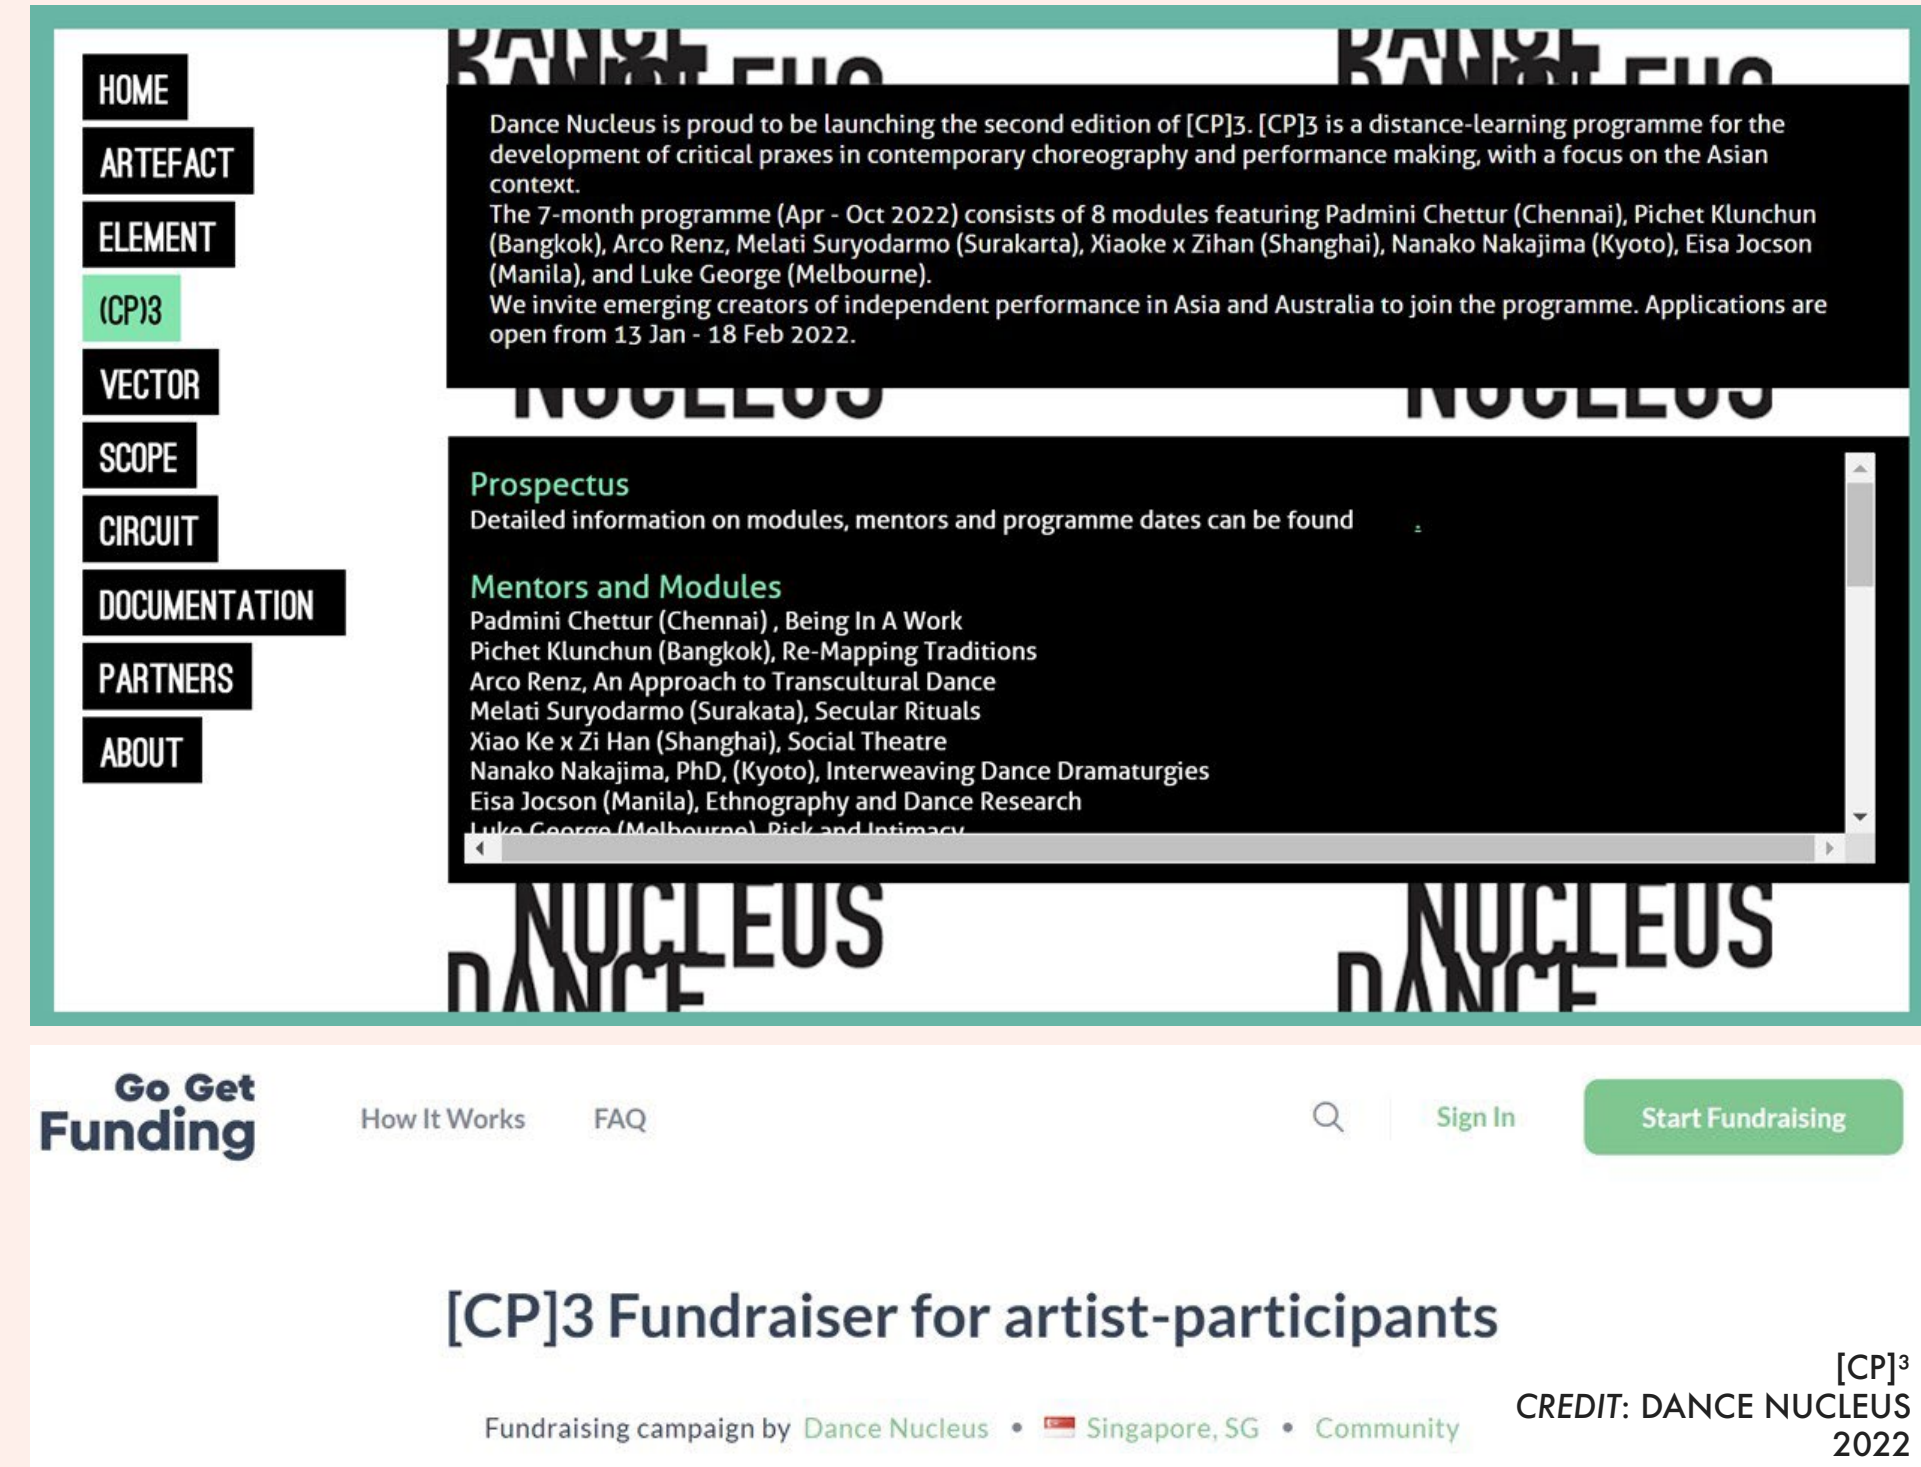 HOME
ARTEFACT
ELEMENT
(CP)3
VECTOR
SCOPE
CIRCUIT
DOCUMENTATION
PARTNERS
ABOUT
Dance Nucleus is proud to be launching the second edition of [CP]3. [CP]3 is a distance-learning programme for the
development of critical praxes in contemporary choreography and performance making, with a focus on the Asian
context.
The 7-month programme (Apr - Oct 2022) consists of 8 modules featuring Padmini Chettur (Chennai), Pichet Klunchun
(Bangkok), Arco Renz, Melati Suryodarmo (Surakarta), Xiaoke x Zihan (Shanghai), Nanako Nakajima (Kyoto), Eisa Jocson
(Manila), and Luke George (Melbourne).
We invite emerging creators of independent performance in Asia and Australia to join the programme. Applications are
open from 13 Jan - 18 Feb 2022.
NUCLEUS NUCLEUS
Prospectus
Detailed information on modules, mentors and programme dates can be found .
Mentors and Modules
Padmini Chettur (Chennai) , Being In A Work
Pichet Klunchun (Bangkok), Re-Mapping Traditions
Arco Renz, An Approach to Transcultural Dance
Melati Suryodarmo (Surakata), Secular Rituals
Xiao Ke x Zi Han (Shanghai), Social Theatre
Nanako Nakajima, PhD, (Kyoto), Interweaving Dance Dramaturgies
Eisa Jocson (Manila), Ethnography and Dance Research
Luke George (Melbourne), Risk and Intimacy
NUCLEUS NUCLEUS
DANCE DANCE
Go Get
Funding
How It Works FAQ Sign In Start Fundraising
[CP]3 Fundraiser for artist-participants
Fundraising campaign by Dance Nucleus • Singapore, SG • Community
[CP]³
CREDIT: DANCE NUCLEUS
2022